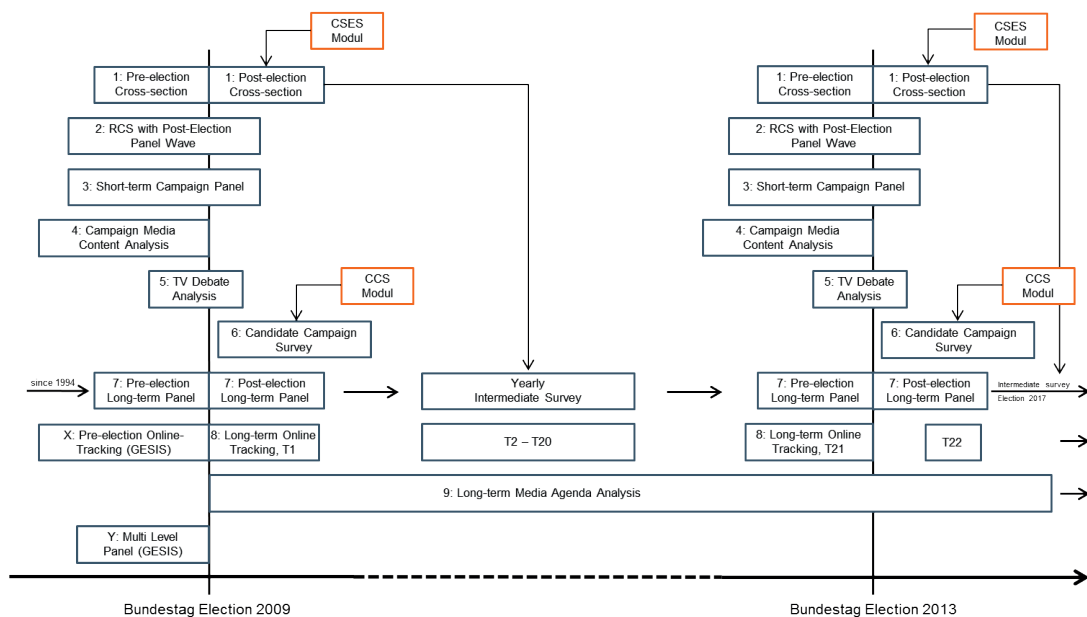 CSES
Modul
CSES
Modul
1: Pre-election
Cross-section
1: Post-election
Cross-section
1: Pre-election
Cross-section
1: Post-election
Cross-section
2: RCS with Post-Election
Panel Wave
2: RCS with Post-Election
Panel Wave
3: Short-term Campaign Panel
3: Short-term Campaign Panel
4: Campaign Media
Content Analysis
4: Campaign Media
Content Analysis
5: TV Debate
Analysis
CCS
Modul
5: TV Debate
Analysis
CCS
Modul
6: Candidate Campaign
Survey
6: Candidate Campaign
Survey
since 1994
7: Pre-election
Long-term Panel
7: Post-election
Long-term Panel
Yearly
Intermediate Survey
7: Pre-election
Long-term Panel
7: Post-election
Long-term Panel
Intermediate survey
Election 2017
X: Pre-election Online-
Tracking (GESIS)
8: Long-term Online
Tracking, T1
T2 – T20
8: Long-term Online
Tracking, T21
T22
9: Long-term Media Agenda Analysis
Y: Multi Level
Panel (GESIS)
Bundestag Election 2009
Bundestag Election 2013